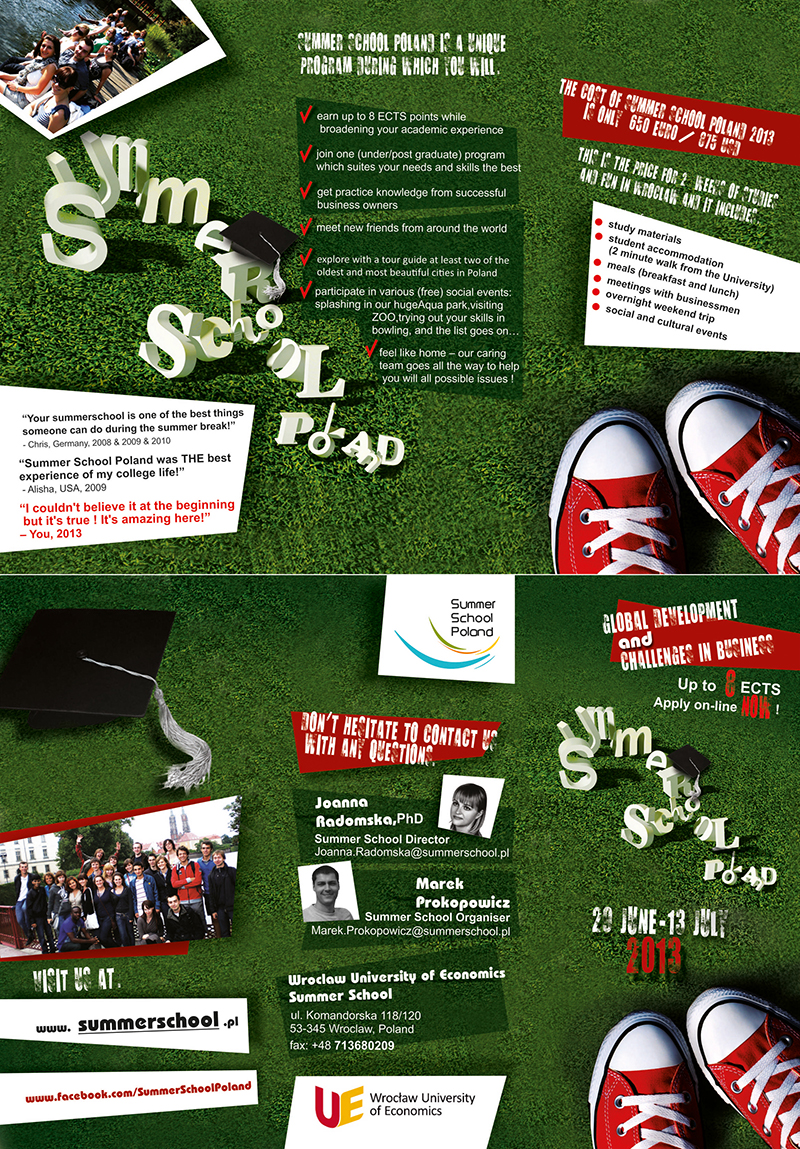 SUMMER SCHOOL POLAND IS A UNIQUE
PROGRAM DURING WHICH YOU WILL.
earn up to 8 ECTS points while
broadening your academic experience
join one (under/post graduate) program
which suites your needs and skills the best
get practice knowledge from successful
business owners
meet new friends from around the world
explore with a tour guide at least two of the
oldest and most beautiful cities in Poland
participate in various (free) social events:
splashing in our hugeAqua park,visiting
ZOO,trying out your skills in
bowling, and the list goes on...
feel like home – our caring
team goes all the way to help
you will all possible issues !
SUmmeR
SchoOL
POLAnD
“Your summerschool is one of the best things
someone can do during the summer break!”
- Chris, Germany, 2008 & 2009 & 2010
“Summer School Poland was THE best
experience of my college life!”
- Alisha, USA, 2009
“I couldn't believe it at the beginning
but it's true ! It's amazing here!”
– You, 2013
THE COST OF SUMMER SCHOOL POLAND 2013
IS ONLY 650 EURO / 875 USD
THIS IS THE PRICE FOR 2 WEEKS OF STUDIES
AND FUN IN WROCLAW AND IT INCLUDES
study materials
student accommodation
(2 minute walk from the University)
meals (breakfast and lunch)
meetings with businessmen
overnight weekend trip
social and cultural events
VISIT US AT.
www. summerschool .pl
www.facebook.com/SummerSchoolPoland
Summer
School
Poland
DON'T HESITATE TO CONTACT US
WITH ANY QUESTIONS
Joanna
Radomska,PhD
Summer School Director
Joanna.Radomska@summerschool.pl
Marek
Prokopowicz
Summer School Organiser
Marek.Prokopowicz@summerschool.pl
Wroclaw University of Economics
Summer School
ul. Komandorska 118/120
53-345 Wroclaw, Poland
fax: +48 713680209
UE Wrocław University
of Economics
GLOBAL DEVELOPMENT
and
CHALLENGES IN BUSINESS
Up to 8 ECTS
Apply on-line NOW !
SUmmeR
SchoOL
POLAnD
29 JUNE-13 JULY
2013